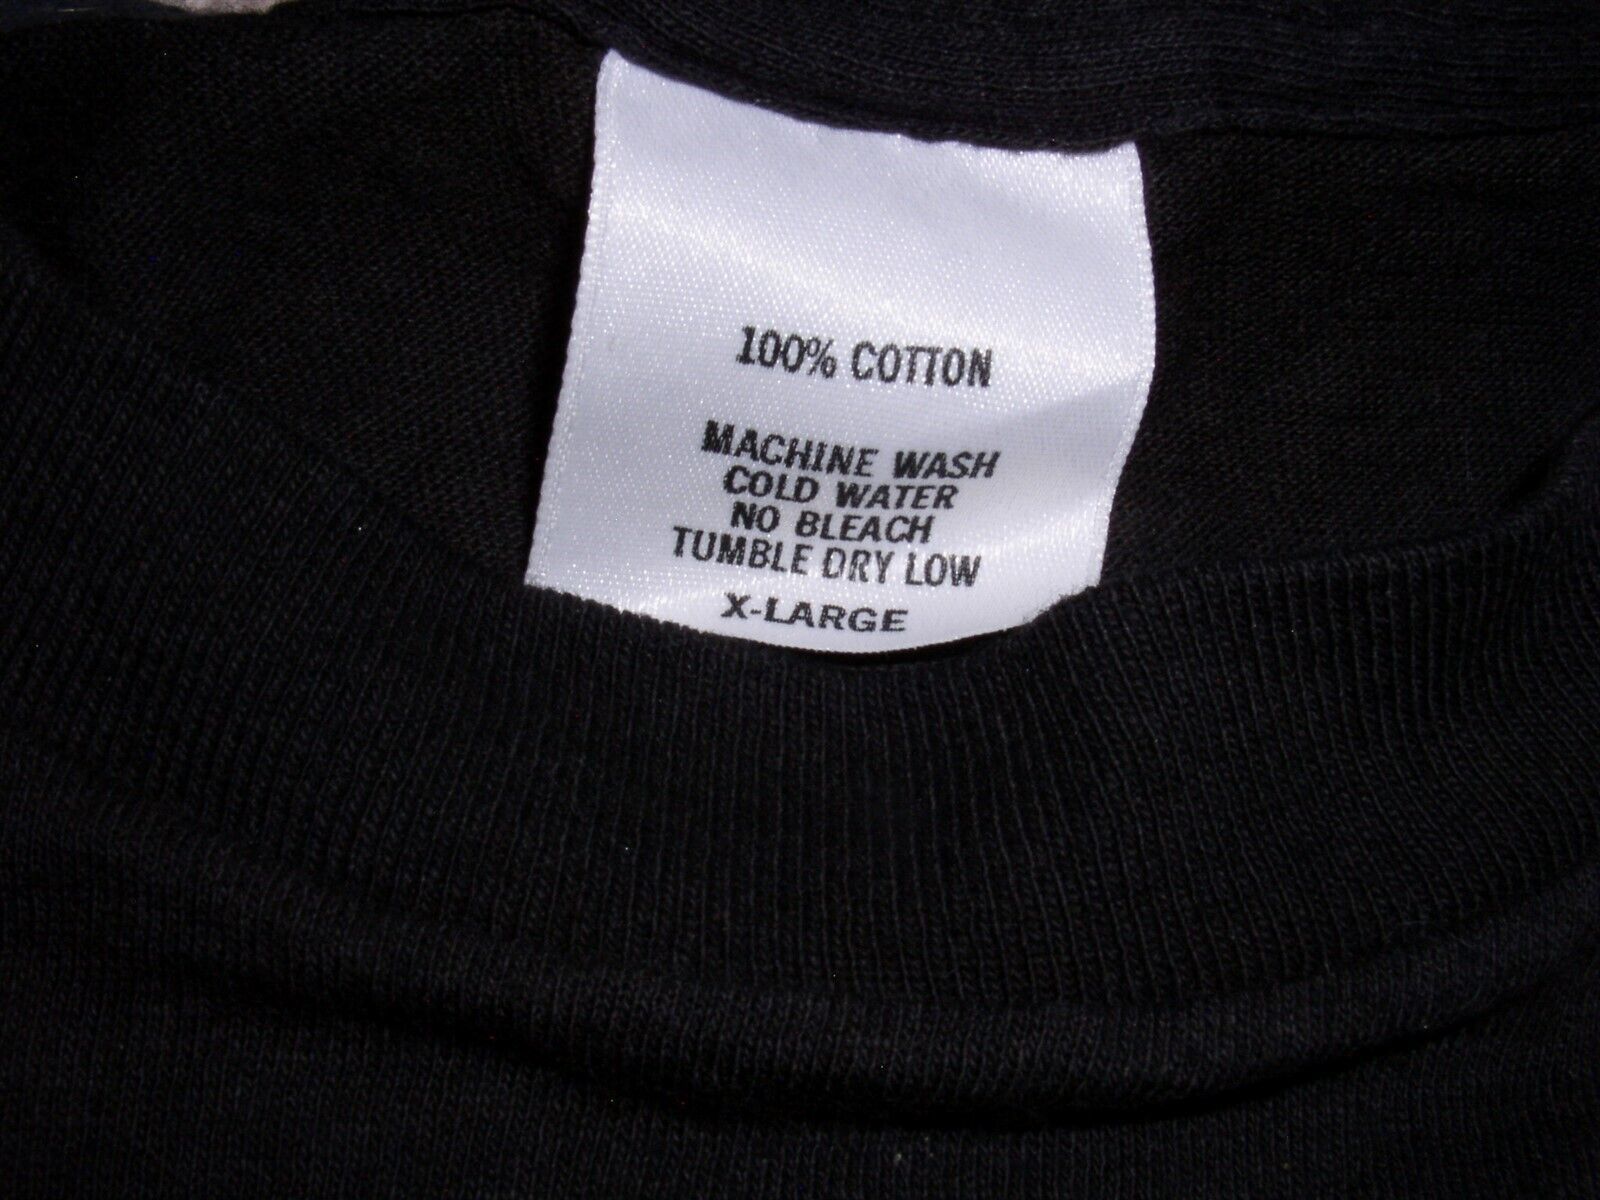 100% COTTON
MACHINE WASH
COLD WATER
NO BLEACH
TUMBLE DRY LOW
X-LARGE